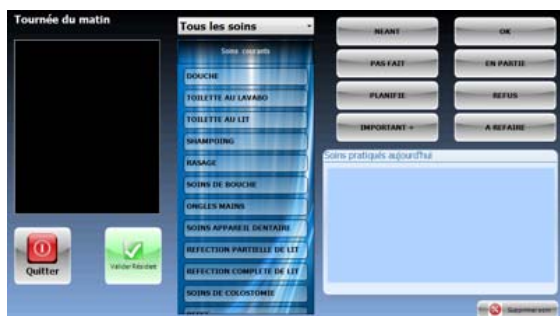 Tournée du matin
Tous les soins
Soins courants
DOUCHE
TOILETTE AU LAVABO
TOILETTE AU LIT
SHAMPOING
RASAGE
SOINS DE BOUCHE
ONGLES MAINS
SOINS APPAREIL DENTAIRE
REFECTION PARTIELLE DE LIT
REFECTION COMPLETE DE LIT
SOINS DE COLOSTOMIE
NEANT
OK
PAS FAIT
EN PARTIE
PLANIFIE
REFUS
IMPORTANT +
A REFAIRE
Soins pratiqués aujourd'hui
Quitter
Valider Résident
Supprimer soin